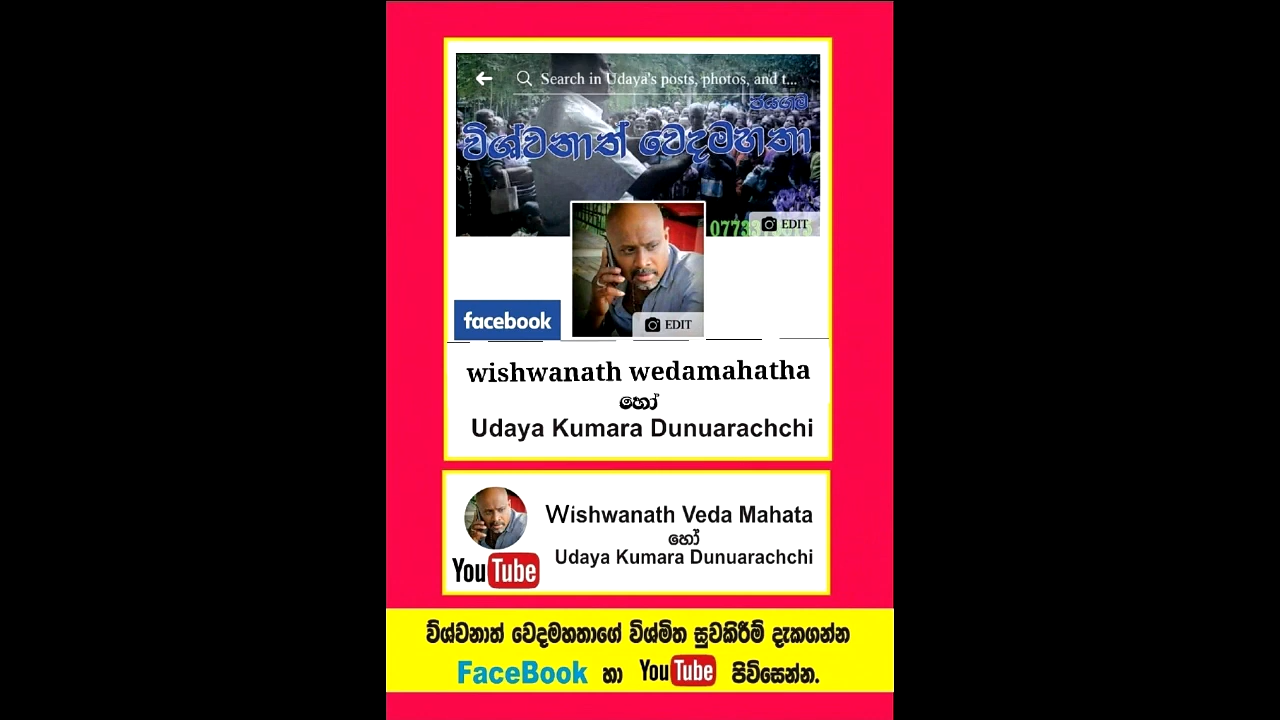 Search in Udaya's posts, photos, and t...
ජයගම
විශ්වනාත් වෙදමහතා
EDIT
EDIT
facebook
wishwanath wedamahatha
හෝ
Udaya Kumara Dunuarachchi
Wishwanath Veda Mahata
හෝ
Udaya Kumara Dunuarachchi
YouTube
විශ්වනාත් වෙදමහතාගේ විශ්මිත සුවකිරීම් දැකගන්න
FaceBook හා YouTube පිවිසෙන්න.